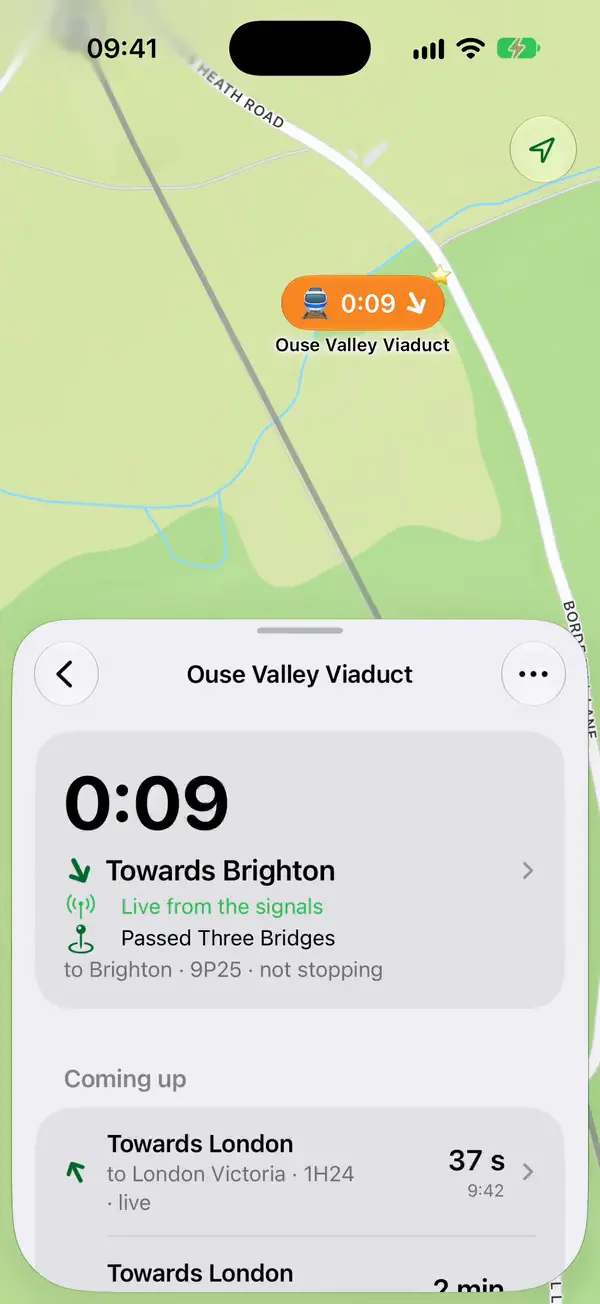 09:41
HEATH ROAD
0:09
Ouse Valley Viaduct
Ouse Valley Viaduct
0:09
Towards Brighton
Live from the signals
Passed Three Bridges
to Brighton · 9P25 · not stopping
Coming up
Towards London
37 s
to London Victoria · 1H24
· live
9:42
Towards London
2 min